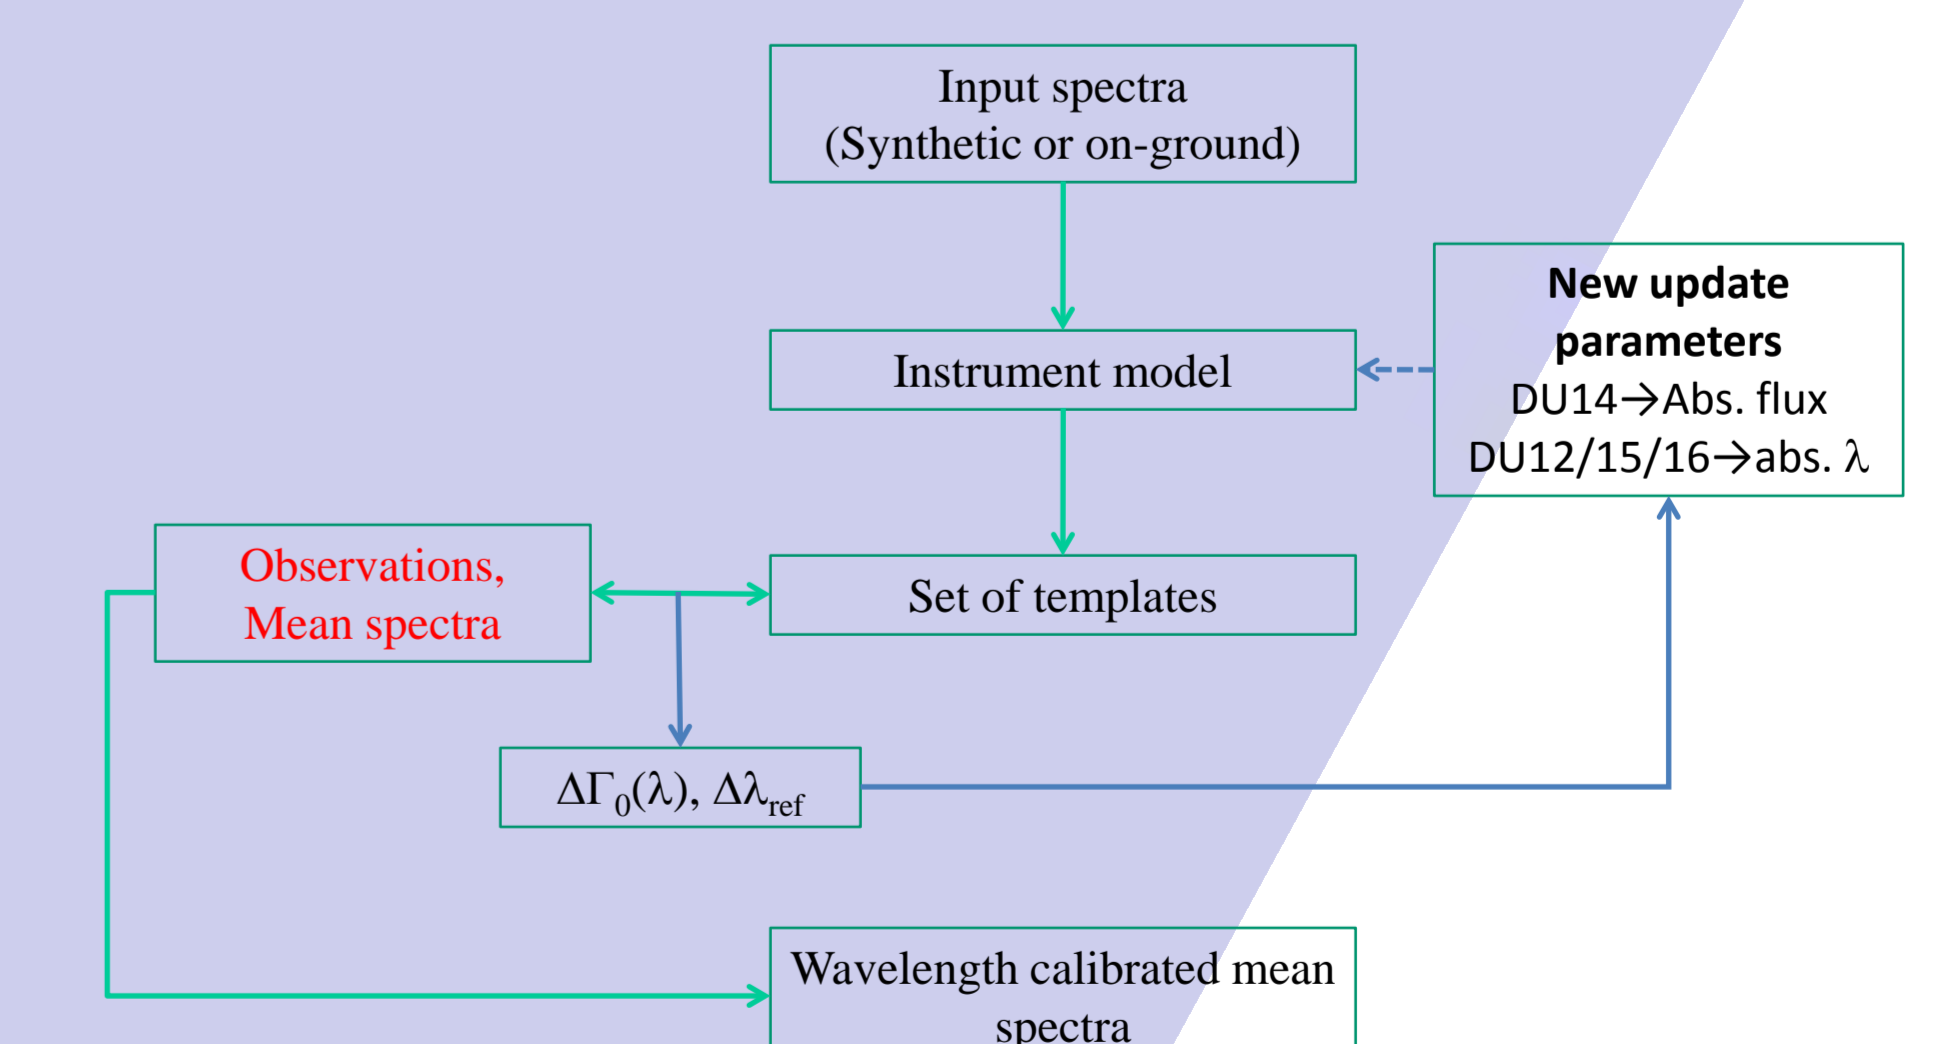 Input spectra
(Synthetic or on-ground)
New update
parameters
DU14→Abs. flux
DU12/15/16→abs. λ
Instrument model
Observations,
Mean spectra
Set of templates
ΔΓ₀(λ), Δλ_ref
Wavelength calibrated mean
spectra